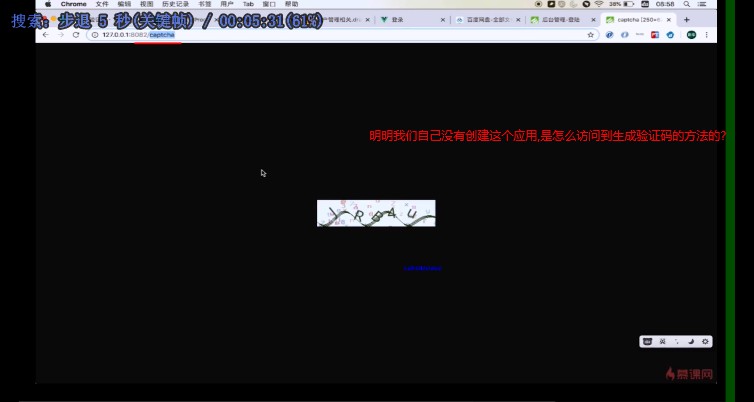 Chrome 文件 编辑 视图 历史记录 书签 用户 Tab 窗口 帮助
38% 08:58
搜索: 步退 5 秒(关键帧) / 00:05:31(61%)
登录
百度网盘-全部文
后台管理-登陆
captcha (250×6
127.0.0.1:8082/captcha
明明我们自己没有创建这个应用,是怎么访问到生成验证码的方法的?
英
慕课网